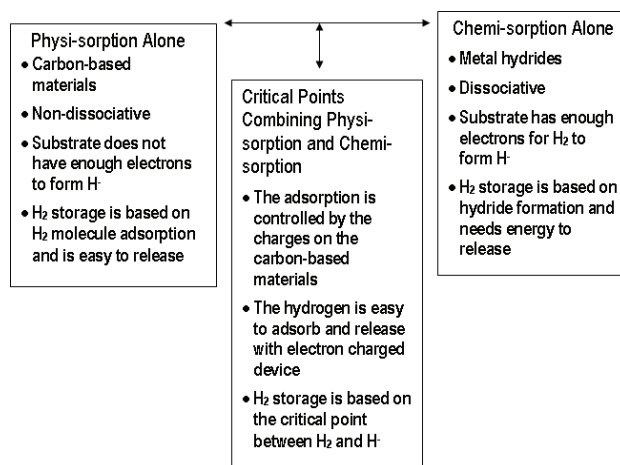 Physi-sorption Alone
• Carbon-based
materials
• Non-dissociative
• Substrate does not
have enough electrons
to form H-
• H₂ storage is based on
H₂ molecule adsorption
and is easy to release
Critical Points
Combining Physi-
sorption and Chemi-
sorption
• The adsorption is
controlled by the
charges on the
carbon-based
materials
• The hydrogen is easy
to adsorb and release
with electron charged
device
• H₂ storage is based on
the critical point
between H₂ and H-
Chemi-sorption Alone
• Metal hydrides
• Dissociative
• Substrate has enough
electrons for H₂ to
form H-
• H₂ storage is based on
hydride formation and
needs energy to
release